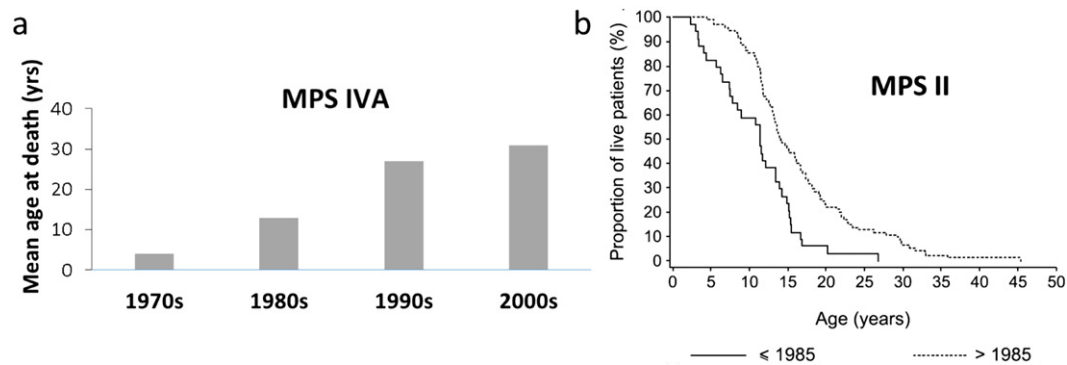 a
MPS IVA
Mean age at death (yrs)
40
30
20
10
0
1970s 1980s 1990s 2000s
b
MPS II
Proportion of live patients (%)
100
90
80
70
60
50
40
30
20
10
0
0 5 10 15 20 25 30 35 40 45 50
Age (years)
⩽ 1985 > 1985